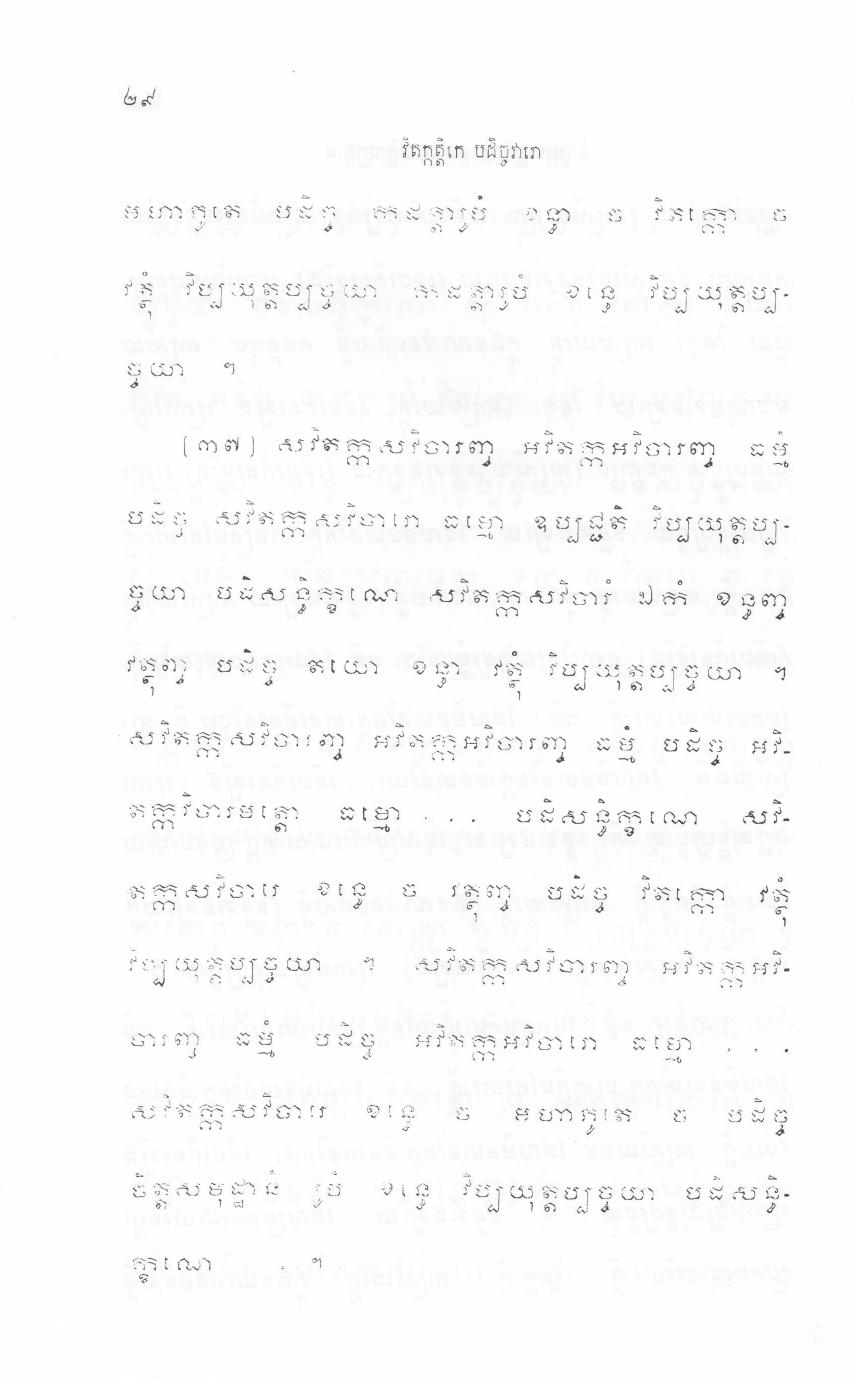 ២៩
វិតក្កត្តិកេ បដិច្ចវារោ
មហាភូតេ បដិច្ច កដត្តារូបំ ខន្ធា ច វិតក្កោ ច
វត្ថុំ វិប្បយុត្តប្បច្ចយា កដត្តារូបំ ខន្ធេ វិប្បយុត្តប្ប-
ច្ចយា ។
(៣៧) សវិតក្កសវិចារញ្ច អវិតក្កអវិចារញ្ច ធម្មំ
បដិច្ច សវិតក្កសវិចារោ ធម្មោ ឧប្បជ្ជតិ វិប្បយុត្តប្ប-
ច្ចយា បដិសន្ធិក្ខណេ សវិតក្កសវិចារំ ឯកំ ខន្ធញ្ច
វត្ថុញ្ច បដិច្ច តយោ ខន្ធា វត្ថុំ វិប្បយុត្តប្បច្ចយា ។
សវិតក្កសវិចារញ្ច អវិតក្កអវិចារញ្ច ធម្មំ បដិច្ច អវិ-
តក្កវិចារមត្តោ ធម្មោ . . . បដិសន្ធិក្ខណេ សវិ-
តក្កសវិចារេ ខន្ធេ ច វត្ថុញ្ច បដិច្ច វិតក្កោ វត្ថុំ
វិប្បយុត្តប្បច្ចយា ។ សវិតក្កសវិចារញ្ច អវិតក្កអវិ-
ចារញ្ច ធម្មំ បដិច្ច អវិតក្កអវិចារោ ធម្មោ . . .
សវិតក្កសវិចារេ ខន្ធេ ច មហាភូតេ ច បដិច្ច
ចិត្តសមុដ្ឋានំ រូបំ ខន្ធេ វិប្បយុត្តប្បច្ចយា បដិសន្ធិ-
ក្ខណេ . ។